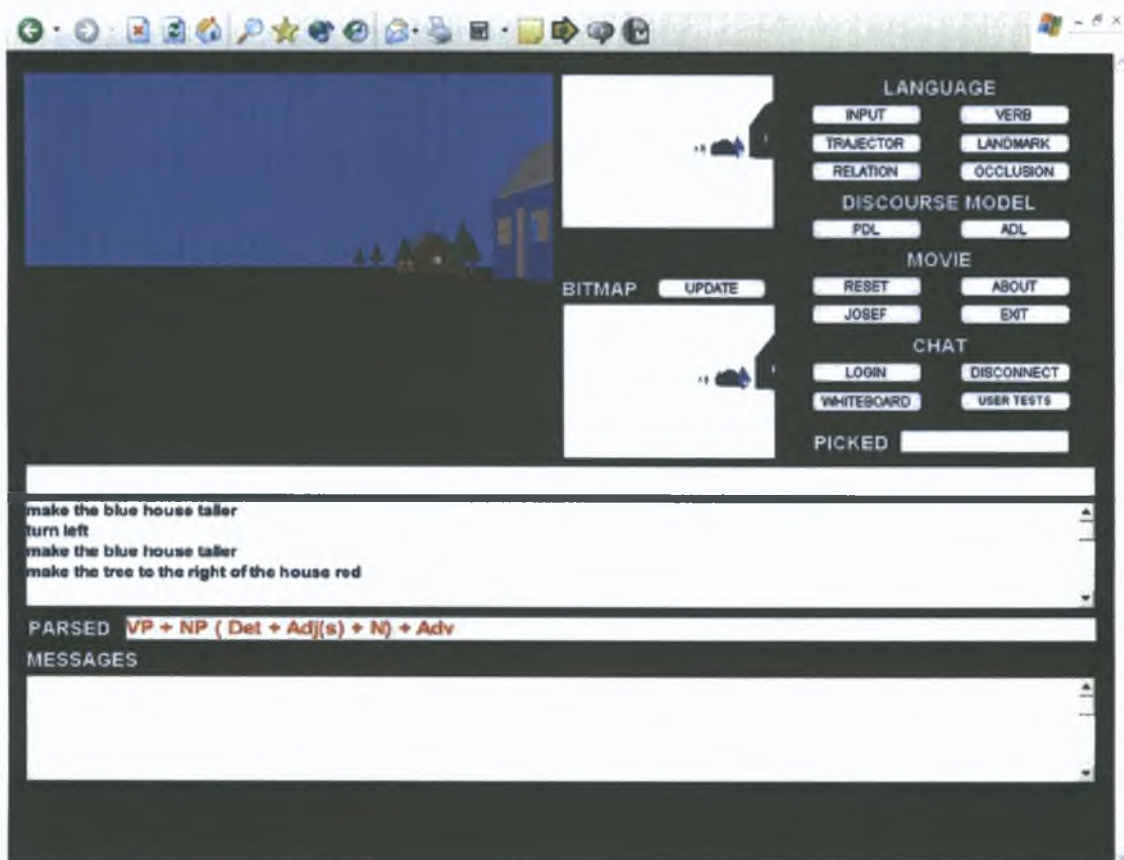 LANGUAGE
INPUT VERB
TRAJECTOR LANDMARK
RELATION OCCLUSION
DISCOURSE MODEL
PDL ADL
MOVIE
BITMAP UPDATE RESET ABOUT
JOSEF EXIT
CHAT
LOGIN DISCONNECT
WHITEBOARD USER TESTS
PICKED
make the blue house taller
turn left
make the blue house taller
make the tree to the right of the house red
PARSED VP + NP ( Det + Adj(s) + N) + Adv
MESSAGES